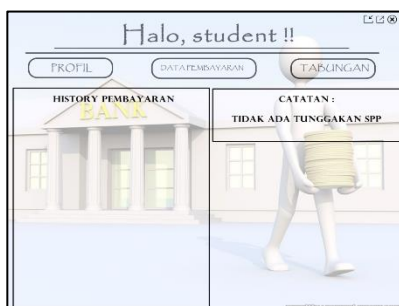 Halo, student !!
PROFIL
DATA PEMBAYARAN
TABUNGAN
HISTORY PEMBAYARAN
BANK
CATATAN :
TIDAK ADA TUNGGAKAN SPP